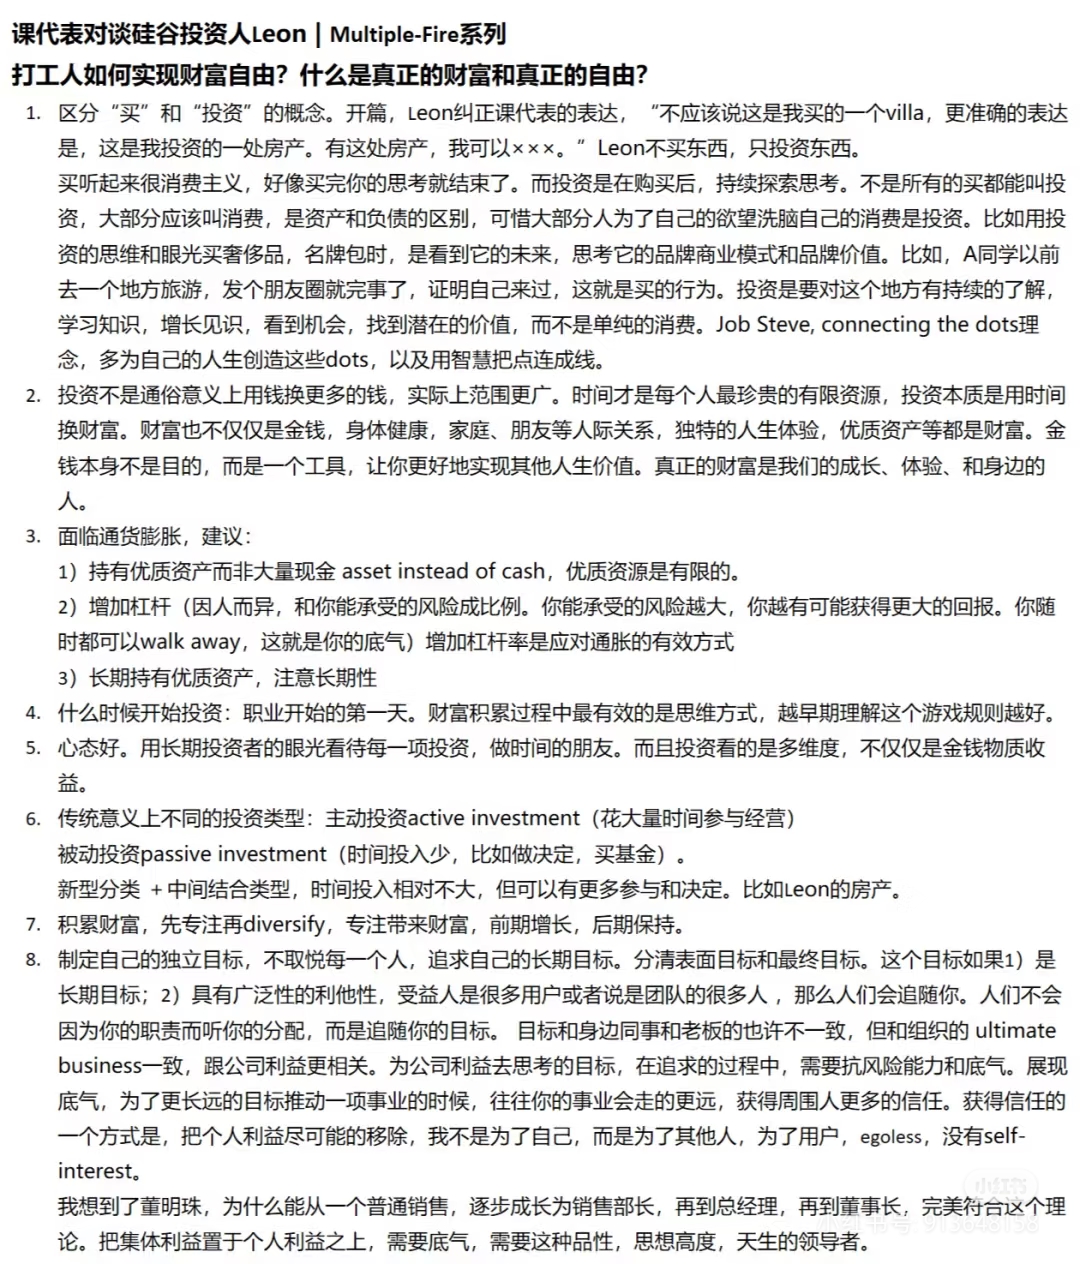 课代表对谈硅谷投资人Leon | Multiple-Fire系列
打工人如何实现财富自由？什么是真正的财富和真正的自由？
1. 区分“买”和“投资”的概念。开篇，Leon纠正课代表的表达，“不应该说这是我买的一个villa，更准确的表达
是，这是我投资的一处房产。有这处房产，我可以×××。”Leon不买东西，只投资东西。
买听起来很消费主义，好像买完你的思考就结束了。而投资是在购买后，持续探索思考。不是所有的买都能叫投
资，大部分应该叫消费，是资产和负债的区别，可惜大部分人为了自己的欲望洗脑自己的消费是投资。比如用投
资的思维和眼光买奢侈品，名牌包时，是看到它的未来，思考它的品牌商业模式和品牌价值。比如，A同学以前
去一个地方旅游，发个朋友圈就完事了，证明自己来过，这就是买的行为。投资是要对这个地方有持续的了解，
学习知识，增长见识，看到机会，找到潜在的价值，而不是单纯的消费。Job Steve, connecting the dots理
念，多为自己的人生创造这些dots，以及用智慧把点连成线。
2. 投资不是通俗意义上用钱换更多的钱，实际上范围更广。时间才是每个人最珍贵的有限资源，投资本质是用时间
换财富。财富也不仅仅是金钱，身体健康，家庭、朋友等人际关系，独特的人生体验，优质资产等都是财富。金
钱本身不是目的，而是一个工具，让你更好地实现其他人生价值。真正的财富是我们的成长、体验、和身边的
人。
3. 面临通货膨胀，建议：
1）持有优质资产而非大量现金 asset instead of cash，优质资源是有限的。
2）增加杠杆（因人而异，和你能承受的风险成比例。你能承受的风险越大，你越有可能获得更大的回报。你随
时都可以walk away，这就是你的底气）增加杠杆率是应对通胀的有效方式
3）长期持有优质资产，注意长期性
4. 什么时候开始投资：职业开始的第一天。财富积累过程中最有效的是思维方式，越早期理解这个游戏规则越好。
5. 心态好。用长期投资者的眼光看待每一项投资，做时间的朋友。而且投资看的是多维度，不仅仅是金钱物质收
益。
6. 传统意义上不同的投资类型：主动投资active investment（花大量时间参与经营）
被动投资passive investment（时间投入少，比如做决定，买基金）。
新型分类 ＋中间结合类型，时间投入相对不大，但可以有更多参与和决定。比如Leon的房产。
7. 积累财富，先专注再diversify，专注带来财富，前期增长，后期保持。
8. 制定自己的独立目标，不取悦每一个人，追求自己的长期目标。分清表面目标和最终目标。这个目标如果1）是
长期目标；2）具有广泛性的利他性，受益人是很多用户或者说是团队的很多人 ，那么人们会追随你。人们不会
因为你的职责而听你的分配，而是追随你的目标。 目标和身边同事和老板的也许不一致，但和组织的 ultimate
business一致，跟公司利益更相关。为公司利益去思考的目标，在追求的过程中，需要抗风险能力和底气。展现
底气，为了更长远的目标推动一项事业的时候，往往你的事业会走的更远，获得周围人更多的信任。获得信任的
一个方式是，把个人利益尽可能的移除，我不是为了自己，而是为了其他人，为了用户，egoless，没有self-
interest。
我想到了董明珠，为什么能从一个普通销售，逐步成长为销售部长，再到总经理，再到董事长，完美符合这个理
论。把集体利益置于个人利益之上，需要底气，需要这种品性，思想高度，天生的领导者。
小红书